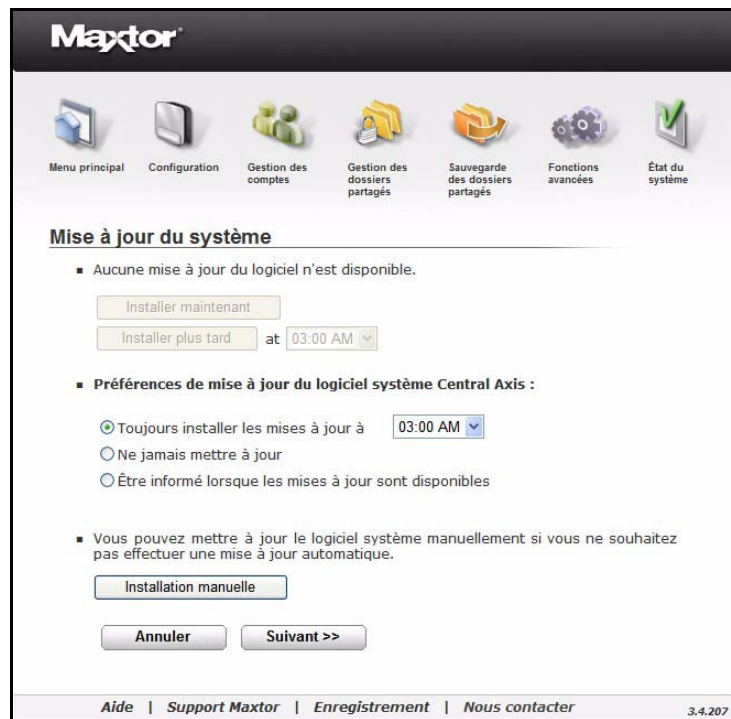 Maxtor
Menu principal
Configuration
Gestion des
comptes
Gestion des
dossiers
partagés
Sauvegarde
des dossiers
partagés
Fonctions
avancées
État du
système
Mise à jour du système
Aucune mise à jour du logiciel n'est disponible.
Installer maintenant
Installer plus tard at 03:00 AM
Préférences de mise à jour du logiciel système Central Axis :
Toujours installer les mises à jour à 03:00 AM
Ne jamais mettre à jour
Être informé lorsque les mises à jour sont disponibles
Vous pouvez mettre à jour le logiciel système manuellement si vous ne souhaitez
pas effectuer une mise à jour automatique.
Installation manuelle
Annuler Suivant >>
Aide | Support Maxtor | Enregistrement | Nous contacter 3.4.207